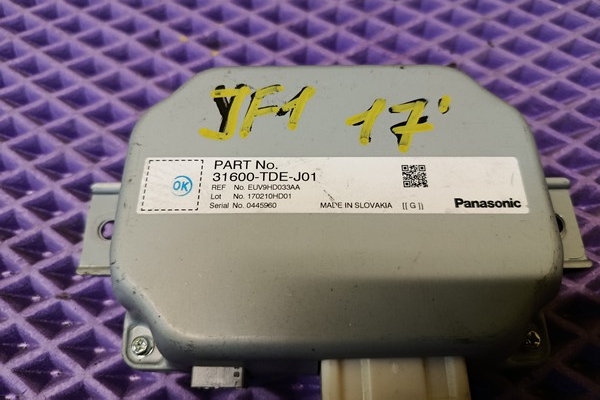 JF1 17'
PART No.
31600-TDE-J01
OK
REF No. EUV9HD033AA
Lot No. 170210HD01
Serial No. 0445960 MADE IN SLOVAKIA [[ G ]] Panasonic